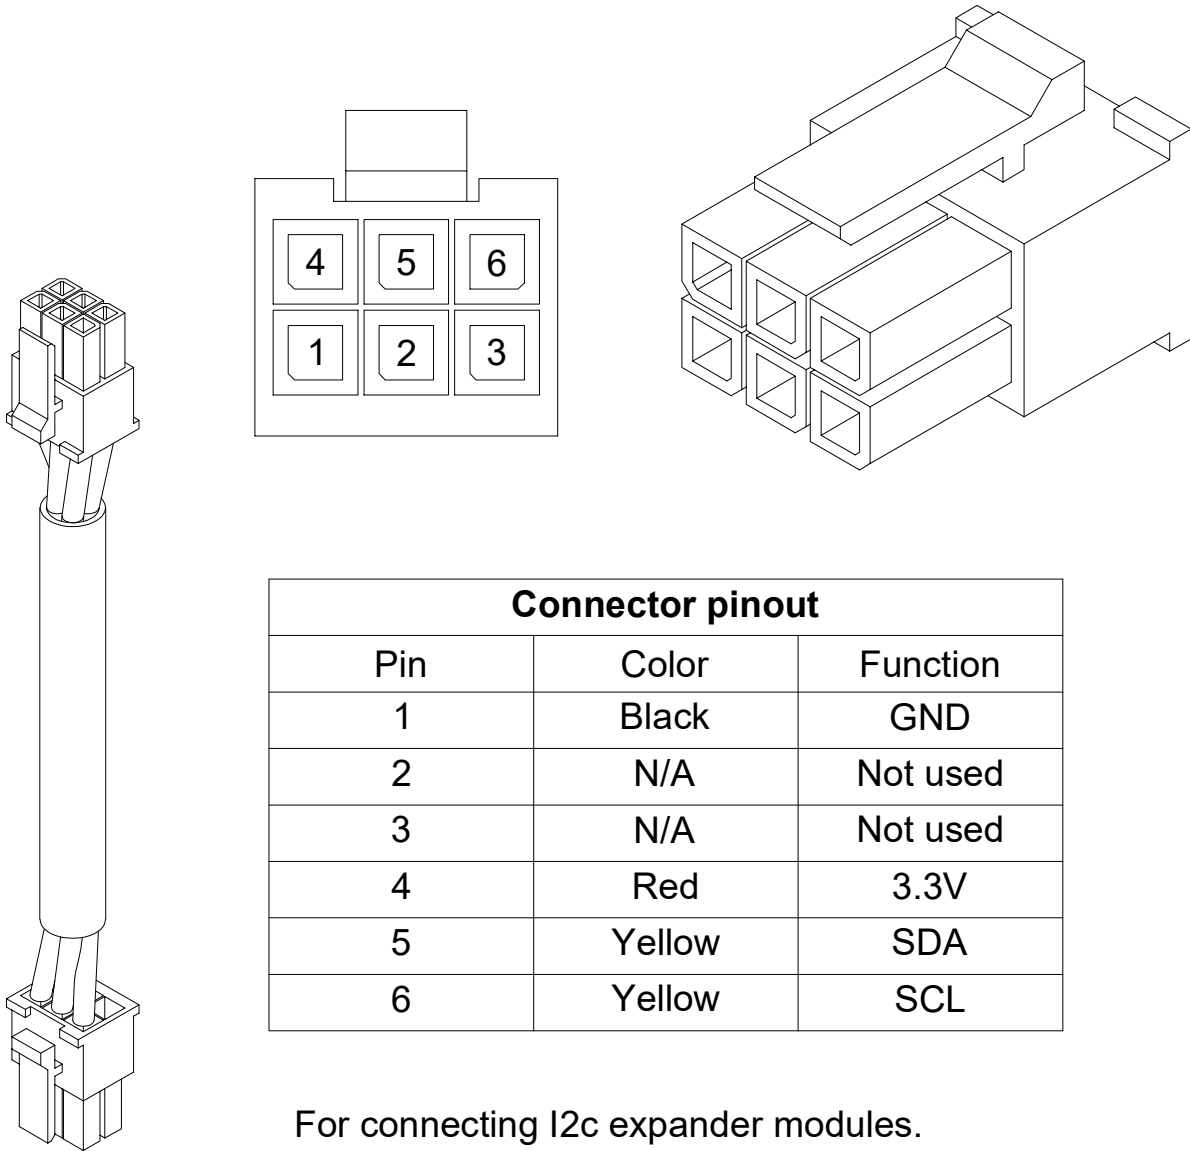 4 5 6
1 2 3
Connector pinout
Pin Color Function
1 Black GND
2 N/A Not used
3 N/A Not used
4 Red 3.3V
5 Yellow SDA
6 Yellow SCL
For connecting I2c expander modules.